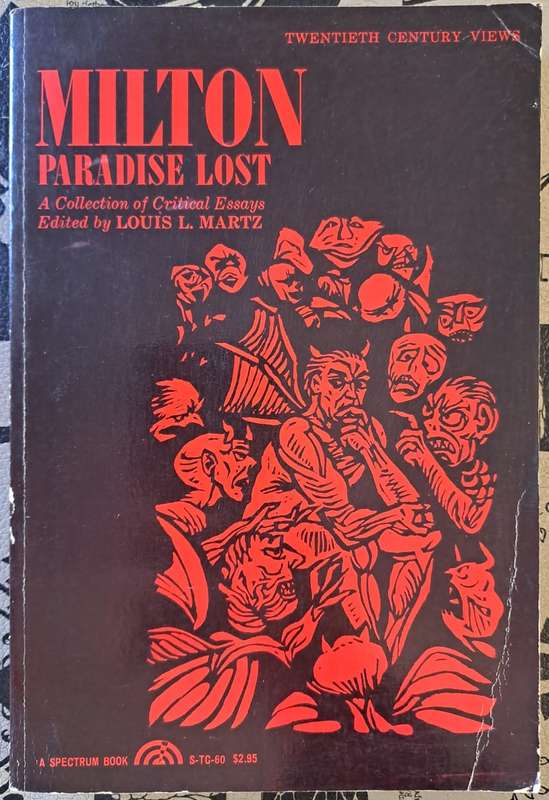 TWENTIETH CENTURY VIEWS
MILTON
PARADISE LOST
A Collection of Critical Essays
Edited by LOUIS L. MARTZ
A SPECTRUM BOOK S-TC-60 $2.95